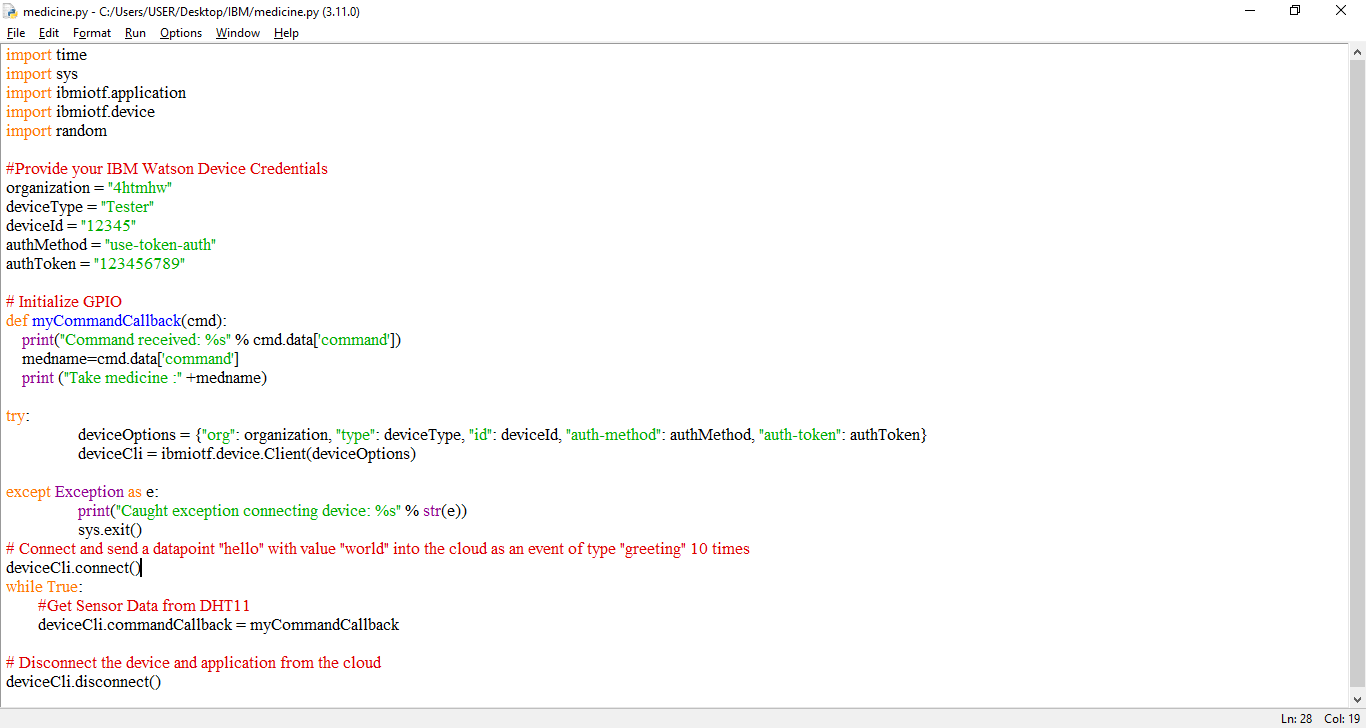 medicine.py - C:/Users/USER/Desktop/IBM/medicine.py (3.11.0)
File Edit Format Run Options Window Help
import time
import sys
import ibmiotf.application
import ibmiotf.device
import random
#Provide your IBM Watson Device Credentials
organization = "4htmhw"
deviceType = "Tester"
deviceId = "12345"
authMethod = "use-token-auth"
authToken = "123456789"
# Initialize GPIO
def myCommandCallback(cmd):
    print("Command received: %s" % cmd.data['command'])
    medname=cmd.data['command']
    print ("Take medicine :" +medname)
try:
        deviceOptions = {"org": organization, "type": deviceType, "id": deviceId, "auth-method": authMethod, "auth-token": authToken}
        deviceCli = ibmiotf.device.Client(deviceOptions)
except Exception as e:
        print("Caught exception connecting device: %s" % str(e))
        sys.exit()
# Connect and send a datapoint "hello" with value "world" into the cloud as an event of type "greeting" 10 times
deviceCli.connect()
while True:
    #Get Sensor Data from DHT11
    deviceCli.commandCallback = myCommandCallback
# Disconnect the device and application from the cloud
deviceCli.disconnect()
Ln: 28 Col: 19